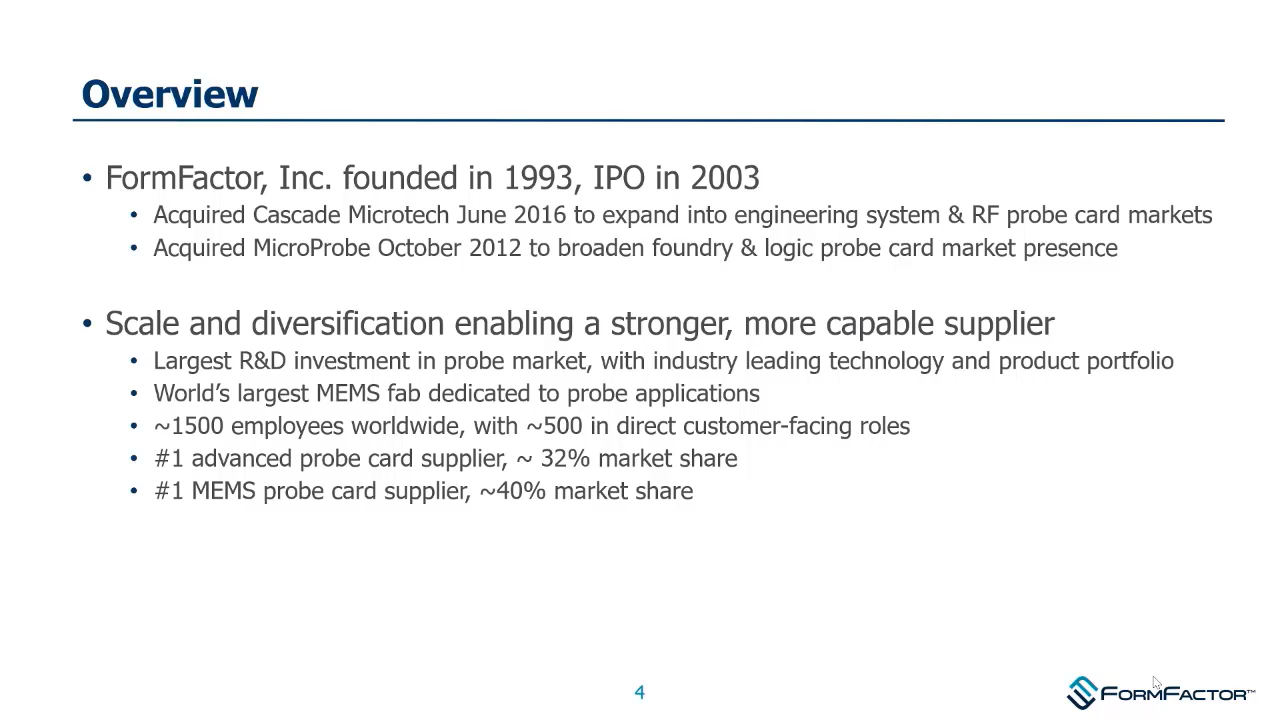 Overview
• FormFactor, Inc. founded in 1993, IPO in 2003
• Acquired Cascade Microtech June 2016 to expand into engineering system & RF probe card markets
• Acquired MicroProbe October 2012 to broaden foundry & logic probe card market presence
• Scale and diversification enabling a stronger, more capable supplier
• Largest R&D investment in probe market, with industry leading technology and product portfolio
• World’s largest MEMS fab dedicated to probe applications
• ~1500 employees worldwide, with ~500 in direct customer-facing roles
• #1 advanced probe card supplier, ~ 32% market share
• #1 MEMS probe card supplier, ~40% market share
4
FORMFACTOR™